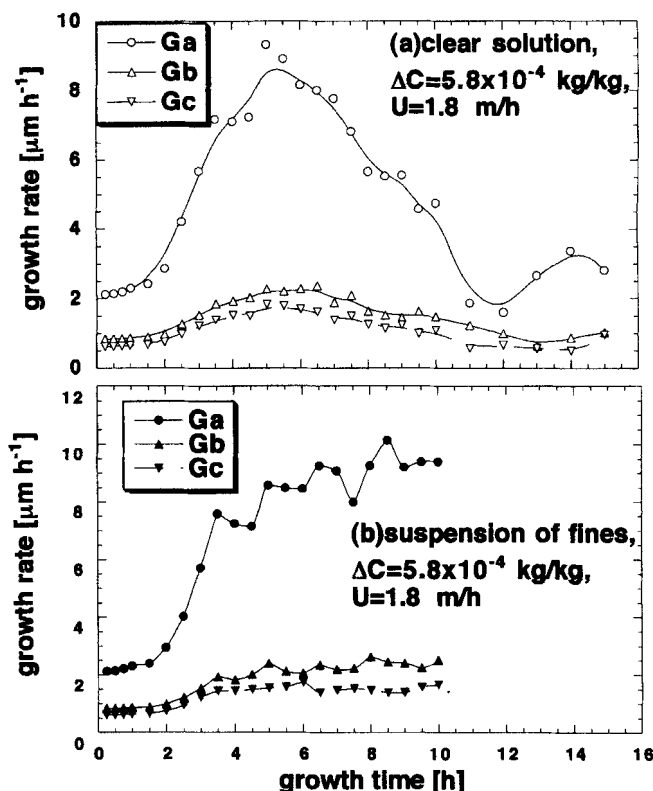 10
8
6
4
2
0
growth rate [μm h⁻¹]
Ga
Gb
Gc
(a)clear solution,
ΔC=5.8x10⁻⁴ kg/kg,
U=1.8 m/h
12
10
8
6
4
2
0
growth rate [μm h⁻¹]
Ga
Gb
Gc
(b)suspension of fines,
ΔC=5.8x10⁻⁴ kg/kg,
U=1.8 m/h
0 2 4 6 8 10 12 14 16
growth time [h]